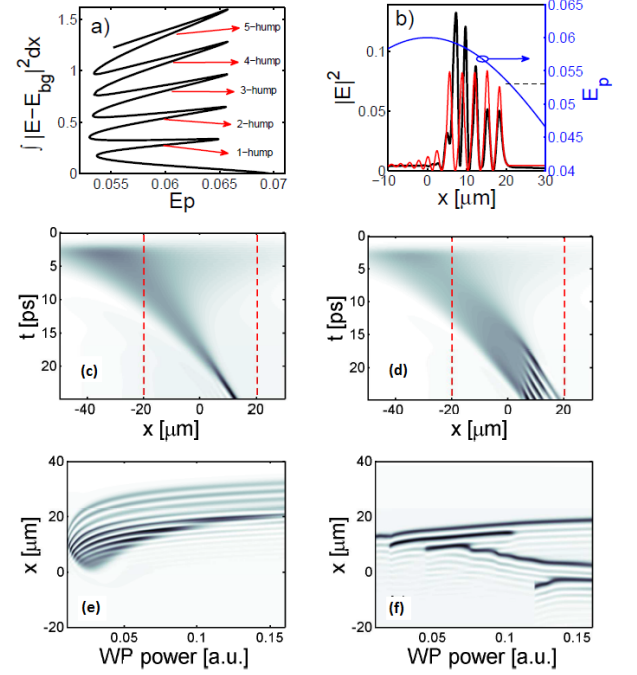 a)
∫ |E−E_bg|²dx
1.5
1
0.5
0
5-hump
4-hump
3-hump
2-hump
1-hump
0.055 0.06 0.065 0.07
Ep
b)
|E|²
0.1
0.05
0
−10 0 10 20 30
x [μm]
0.065
0.06
0.055
0.05
0.045
0.04
E_p
0
5
10
15
20
t [ps]
(c)
-40 -20 0 20
x [μm]
0
5
10
15
20
t [ps]
(d)
-40 -20 0 20
x [μm]
40
20
0
-20
x [μm]
(e)
0.05 0.1 0.15
WP power [a.u.]
40
20
0
-20
x [μm]
(f)
0.05 0.1 0.15
WP power [a.u.]